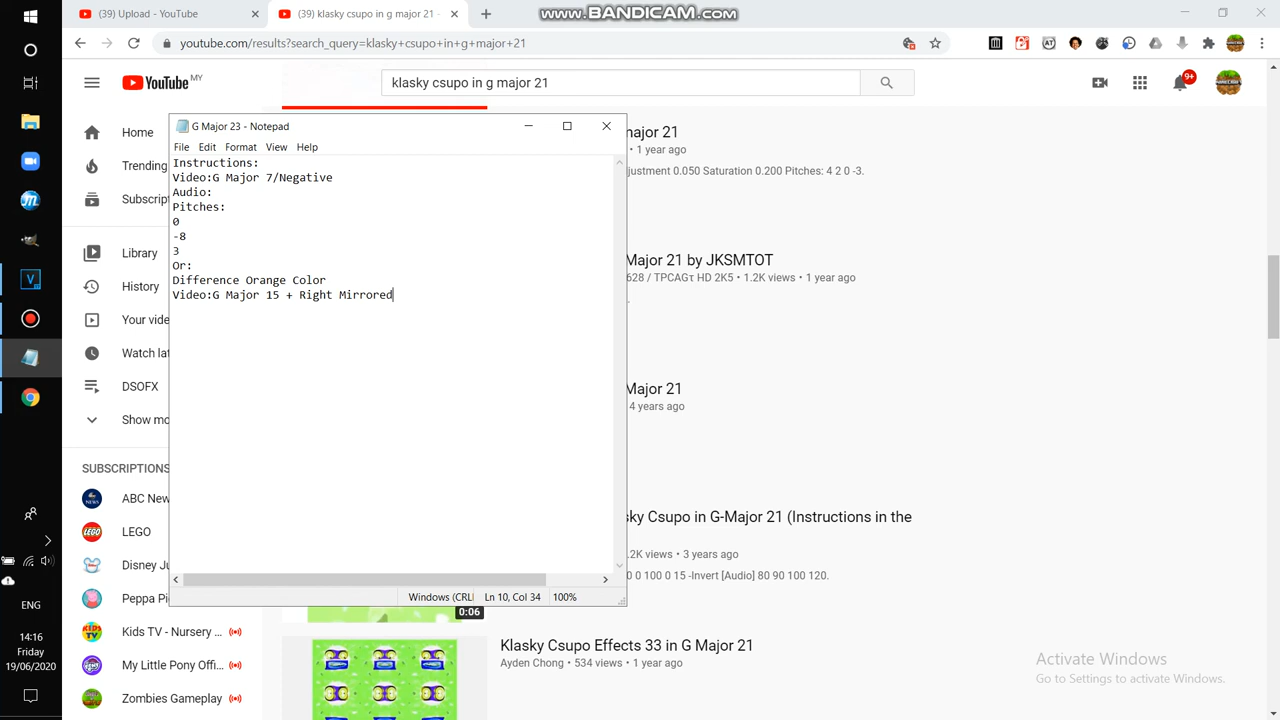 www.BANDICAM.com
(39) Upload - YouTube
(39) klasky csupo in g major 21 -
youtube.com/results?search_query=klasky+csupo+in+g+major+21
YouTube MY
klasky csupo in g major 21
9+
Home
Trending
Subscrip
Library
History
Your vide
Watch lat
DSOFX
Show mo
SUBSCRIPTIONS
ABC New
LEGO
Disney Ju
Peppa Pi
Kids TV - Nursery ...
My Little Pony Offi...
Zombies Gameplay
G Major 23 - Notepad
File Edit Format View Help
Instructions:
Video:G Major 7/Negative
Audio:
Pitches:
0
-8
3
Or:
Difference Orange Color
Video:G Major 15 + Right Mirrored
Windows (CRLF
Ln 10, Col 34
100%
major 21
• 1 year ago
justment 0.050 Saturation 0.200 Pitches: 4 2 0 -3.
Major 21 by JKSMTOT
628 / TPCAGτ HD 2K5 • 1.2K views • 1 year ago
Major 21
4 years ago
sky Csupo in G-Major 21 (Instructions in the
.2K views • 3 years ago
0 0 100 0 15 -Invert [Audio] 80 90 100 120.
0:06
Klasky Csupo Effects 33 in G Major 21
Ayden Chong • 534 views • 1 year ago
ENG
14:16
Friday
19/06/2020
Activate Windows
Go to Settings to activate Windows.